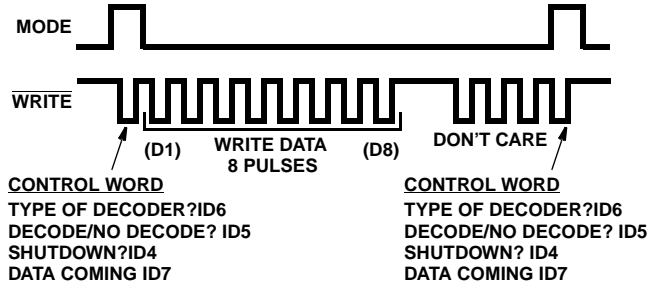 MODE
WRITE
(D1) WRITE DATA (D8)
8 PULSES
DON'T CARE
CONTROL WORD
TYPE OF DECODER?ID6
DECODE/NO DECODE? ID5
SHUTDOWN?ID4
DATA COMING ID7
CONTROL WORD
TYPE OF DECODER?ID6
DECODE/NO DECODE? ID5
SHUTDOWN? ID4
DATA COMING ID7